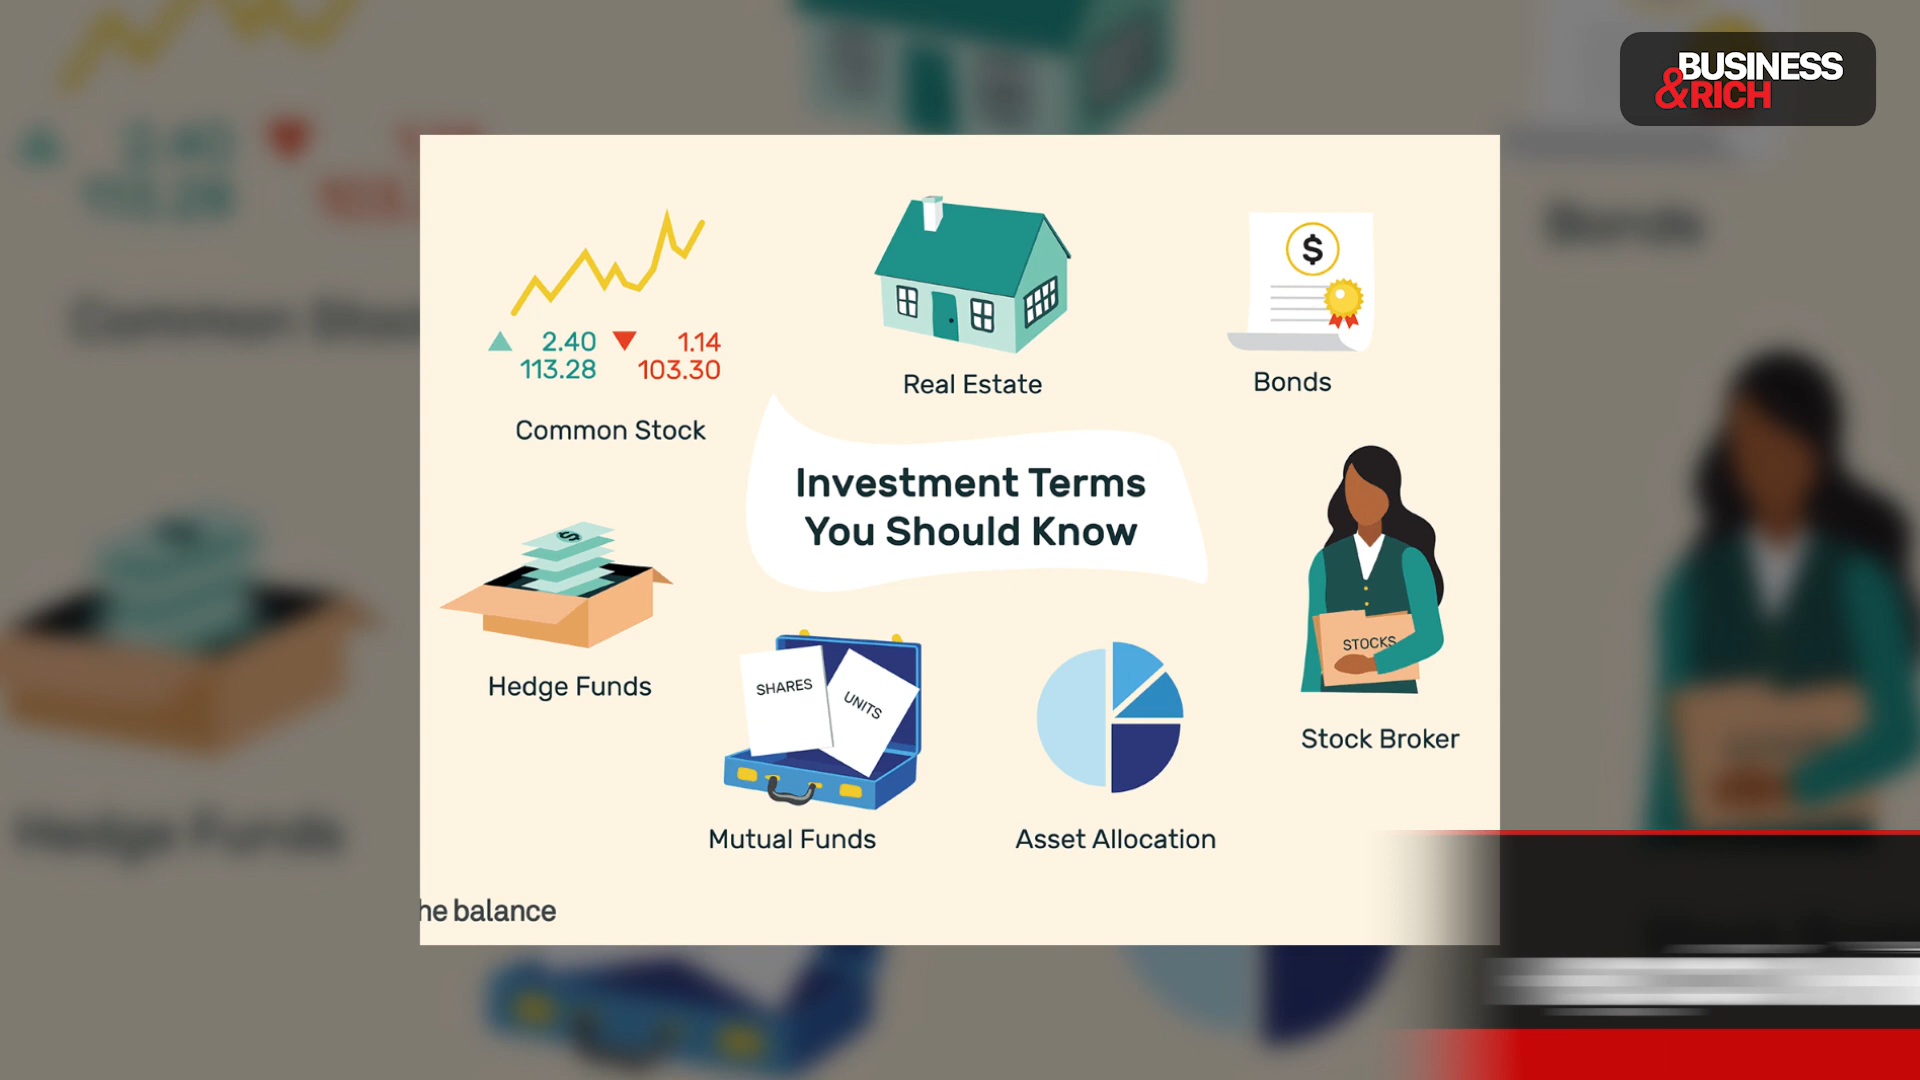 BUSINESS
&RICH
2.40
113.28
1.14
103.30
Common Stock
Real Estate
$
Bonds
Investment Terms
You Should Know
$
Hedge Funds
SHARES
UNITS
Mutual Funds
Asset Allocation
STOCKS
Stock Broker
he balance